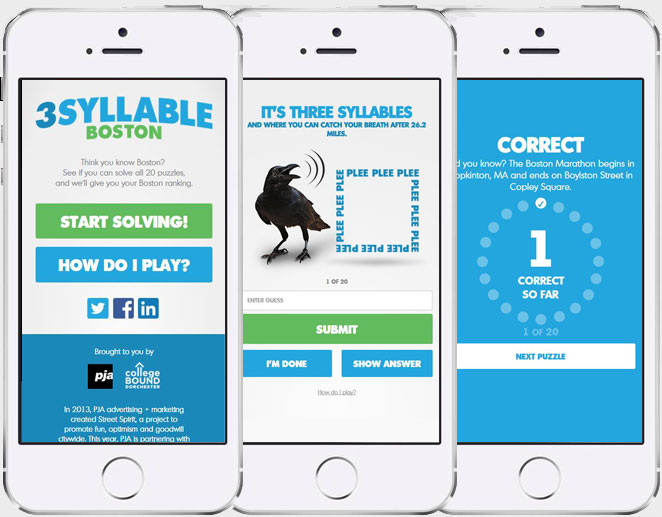 3SYLLABLE
BOSTON
Think you know Boston?
See if you can solve all 20 puzzles,
and we'll give you your Boston ranking.
START SOLVING!
HOW DO I PLAY?
f
in
Brought to you by
pja
college
BOUND
DORCHESTER
In 2013, PJA advertising + marketing
created Street Spirit, a project to
promote fun, optimism and goodwill
citywide. This year, PJA is partnering with
IT'S THREE SYLLABLES
AND WHERE YOU CAN CATCH YOUR BREATH AFTER 26.2
MILES.
PLEE PLEE PLEE
PLEE PLEE PLEE
PLEE PLEE PLEE
PLEE PLEE PLEE
1 OF 20
ENTER GUESS
SUBMIT
I'M DONE
SHOW ANSWER
How do I play?
CORRECT
d you know? The Boston Marathon begins in
opkinton, MA and ends on Boylston Street in
Copley Square.
1
CORRECT
SO FAR
1 OF 20
NEXT PUZZLE